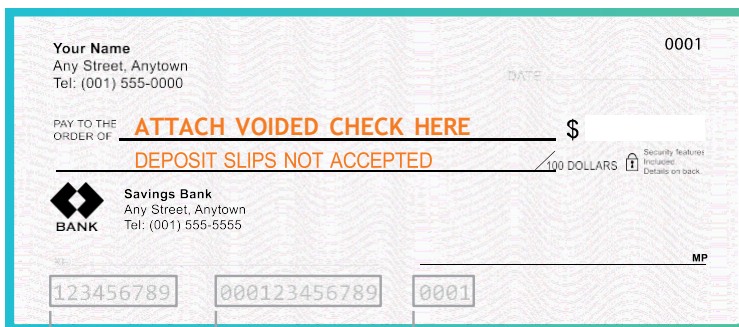 Your Name
0001
Any Street, Anytown
Tel: (001) 555-0000
DATE
PAY TO THE
ORDER OF
ATTACH VOIDED CHECK HERE
$
DEPOSIT SLIPS NOT ACCEPTED
/100 DOLLARS
Security features
Included
Details on back.
Savings Bank
Any Street, Anytown
Tel: (001) 555-5555
BANK
MP
123456789 000123456789 0001